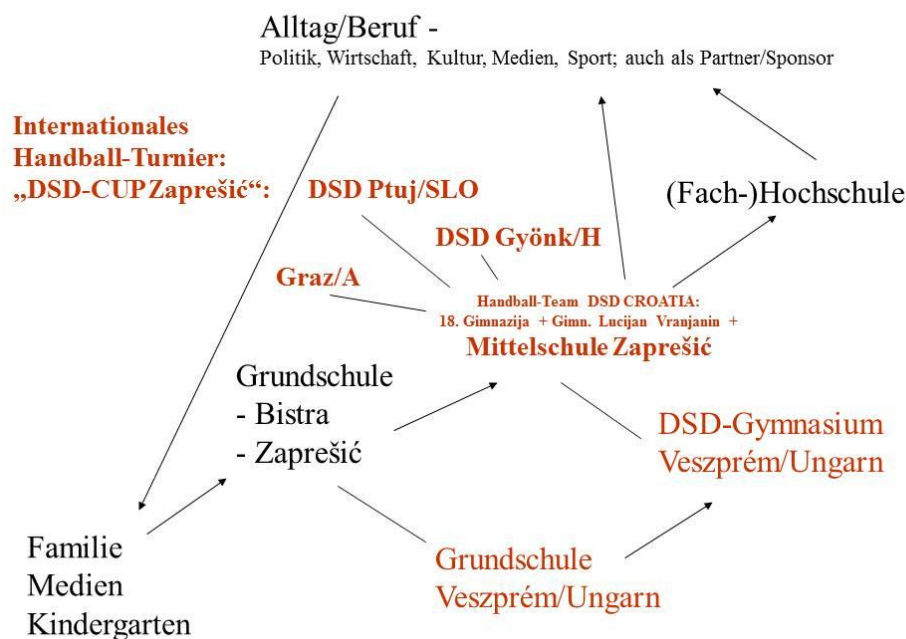 Alltag/Beruf -
Politik, Wirtschaft, Kultur, Medien, Sport; auch als Partner/Sponsor
Internationales
Handball-Turnier:
„DSD-CUP Zaprešić“:
DSD Ptuj/SLO
(Fach-)Hochschule
DSD Gyönk/H
Graz/A
Handball-Team DSD CROATIA:
18. Gimnazija + Gimn. Lucijan Vranjanin +
Mittelschule Zaprešić
Grundschule
- Bistra
- Zaprešić
DSD-Gymnasium
Veszprém/Ungarn
Familie
Medien
Kindergarten
Grundschule
Veszprém/Ungarn